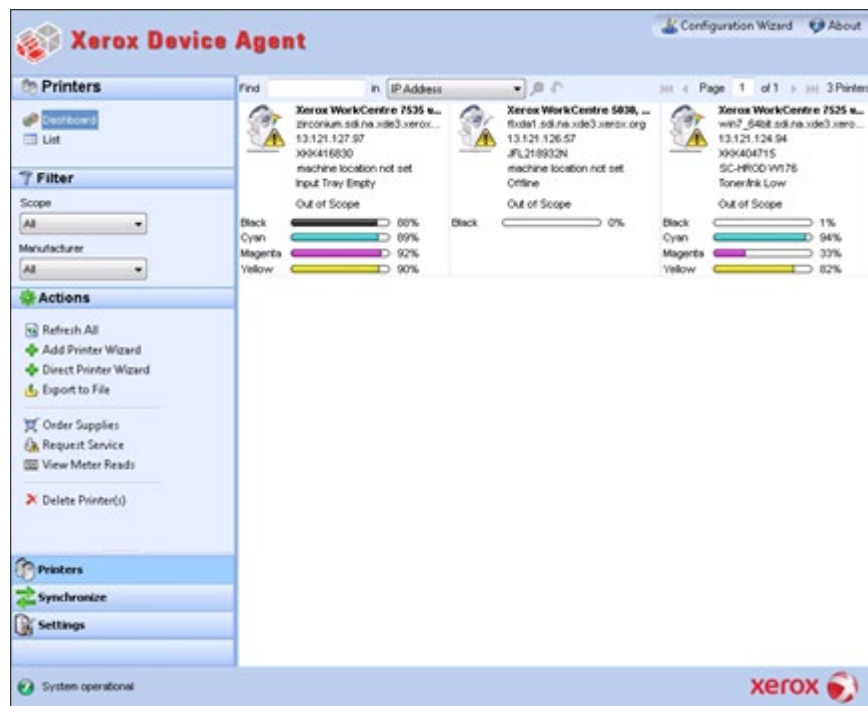 Xerox Device Agent
Configuration Wizard
About
Printers
Dashboard
List
Filter
Scope
All
Manufacturer
All
Actions
Refresh All
Add Printer Wizard
Direct Printer Wizard
Export to File
Order Supplies
Request Service
View Meter Reads
Delete Printer(s)
Printers
Synchronize
Settings
System operational
Find in IP Address
Page 1 of 1 3 Printers
Xerox WorkCentre 7535 v...
zirconium.sdi.na.xde3.xerox...
13.121.127.97
machine location not set
Input Tray Empty
Out of Scope
Black 88%
Cyan 89%
Magenta 92%
Yellow 90%
Xerox WorkCentre 5030, ...
13.121.126.57
machine location not set
Offline
Out of Scope
Black 0%
Xerox WorkCentre 7525 v...
win7_64bit.sdi.na.xde3.xero...
13.121.124.94
Toner/Ink Low
Out of Scope
Black 1%
Cyan 94%
Magenta 33%
Yellow 82%
xerox